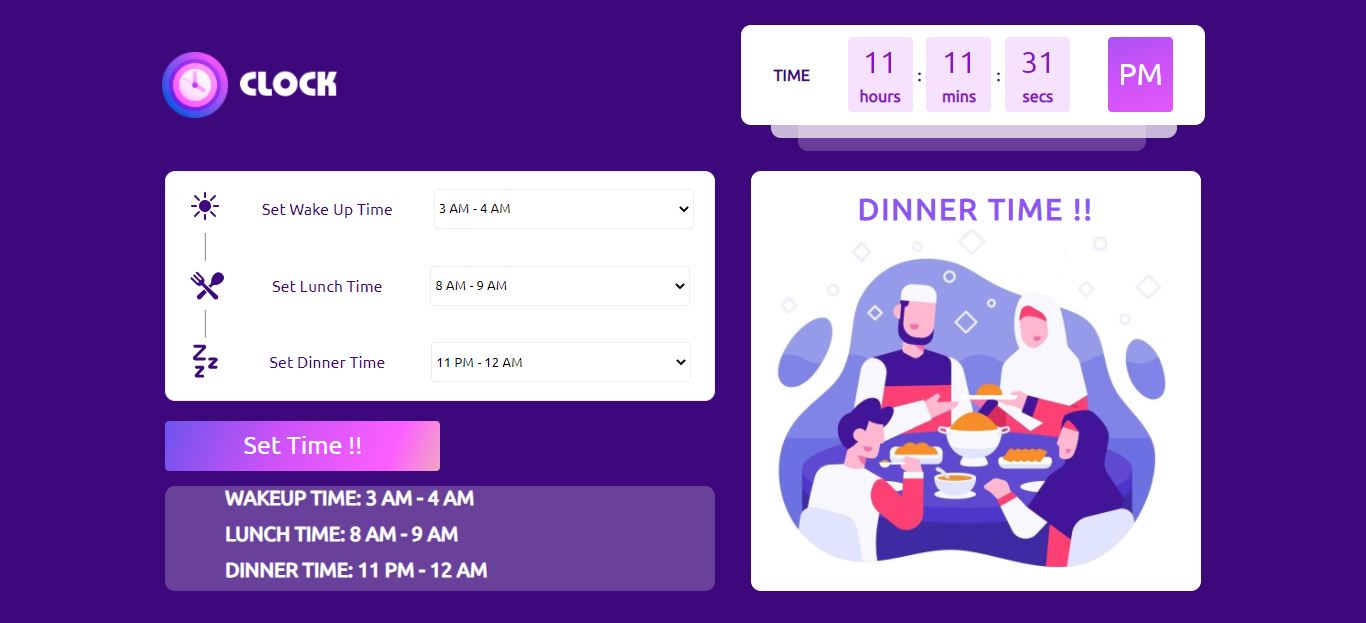 CLOCK
TIME
11 : 11 : 31 PM
hours mins secs
Set Wake Up Time 3 AM - 4 AM
Set Lunch Time 8 AM - 9 AM
Set Dinner Time 11 PM - 12 AM
Set Time !!
WAKEUP TIME: 3 AM - 4 AM
LUNCH TIME: 8 AM - 9 AM
DINNER TIME: 11 PM - 12 AM
DINNER TIME !!